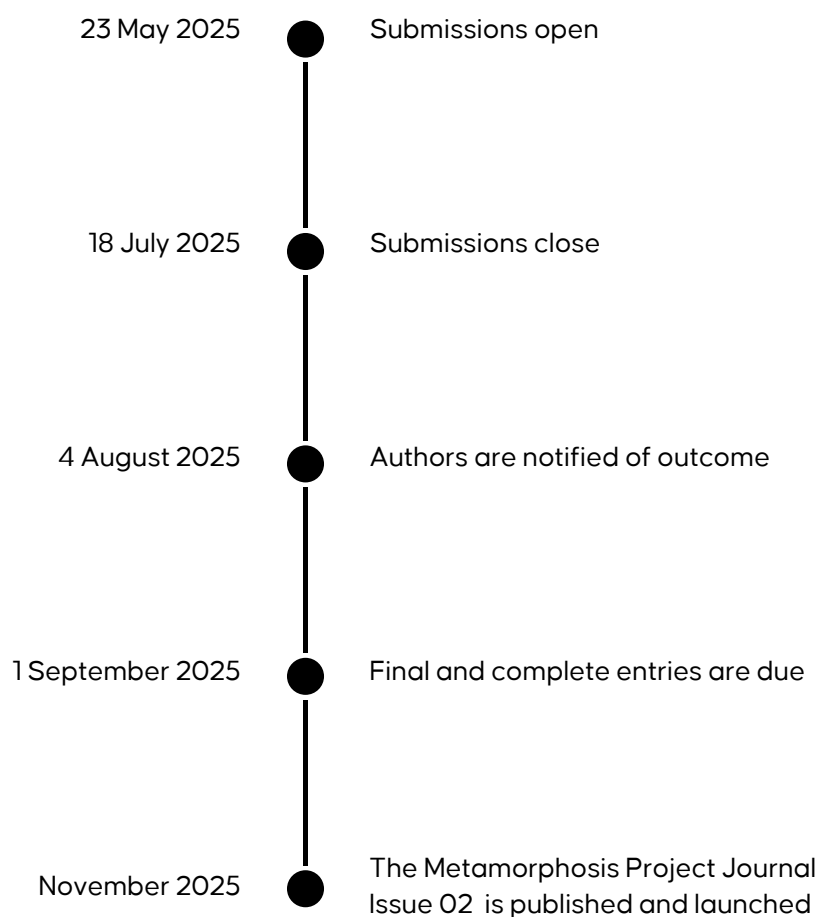 23 May 2025 Submissions open
18 July 2025 Submissions close
4 August 2025 Authors are notified of outcome
1 September 2025 Final and complete entries are due
November 2025
The Metamorphosis Project Journal
Issue 02 is published and launched